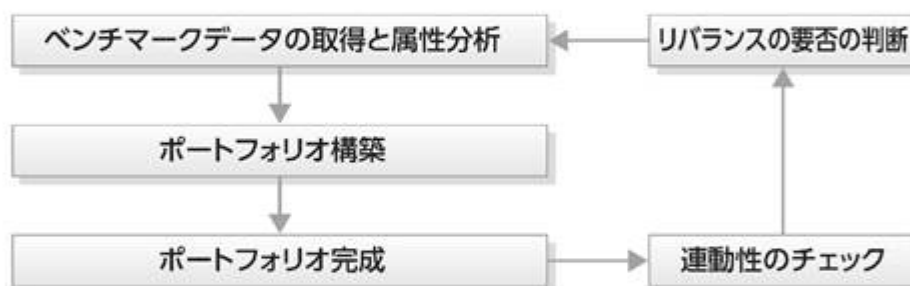 ベンチマークデータの取得と属性分析
リバランスの要否の判断
ポートフォリオ構築
ポートフォリオ完成
連動性のチェック